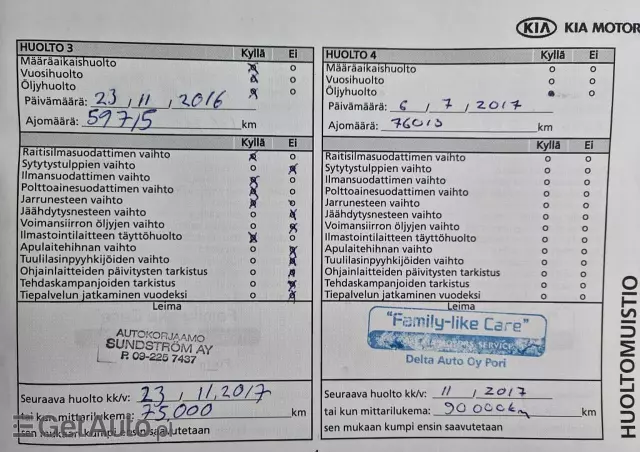 KIA KIA MOTOR
HUOLTO 3 Kyllä Ei
Määräaikaishuolto
Vuosihuolto
Öljyhuolto
Päivämäärä: 23 / 11 / 2016
Ajomäärä: 59715 km
Kyllä Ei
Raitisilmasuodattimen vaihto
Sytytystulppien vaihto
Ilmansuodattimen vaihto
Polttoainesuodattimen vaihto
Jarrunesteen vaihto
Jäähdytysnesteen vaihto
Voimansiirron öljyjen vaihto
Ilmastointilaitteen täyttöhuolto
Apulaitehihnan vaihto
Tuulilasinpyyhkijöiden vaihto
Ohjainlaitteiden päivitysten tarkistus
Tehdaskampanjoiden tarkistus
Tiepalvelun jatkaminen vuodeksi
Leima
AUTOKORJAAMO
SUNDSTRÖM AY
P. 09-225 7437
Seuraava huolto kk/v: 23 / 11.2017
tai kun mittarilukema: 75.000 km
sen mukaan kumpi ensin saavutetaan
HUOLTO 4 Kyllä Ei
Määräaikaishuolto
Vuosihuolto
Öljyhuolto
Päivämäärä: 6 / 7 / 2017
Ajomäärä: 76013 km
Kyllä Ei
Raitisilmasuodattimen vaihto
Sytytystulppien vaihto
Ilmansuodattimen vaihto
Polttoainesuodattimen vaihto
Jarrunesteen vaihto
Jäähdytysnesteen vaihto
Voimansiirron öljyjen vaihto
Ilmastointilaitteen täyttöhuolto
Apulaitehihnan vaihto
Tuulilasinpyyhkijöiden vaihto
Ohjainlaitteiden päivitysten tarkistus
Tehdaskampanjoiden tarkistus
Tiepalvelun jatkaminen vuodeksi
Leima
"Family-like Care"
MOTORS SERVICE
Delta Auto Oy Pori
Seuraava huolto kk/v: 11 / 2017
tai kun mittarilukema: 90 000km km
sen mukaan kumpi ensin saavutetaan
HUOLTOMUISTIO
GerAuto.pl